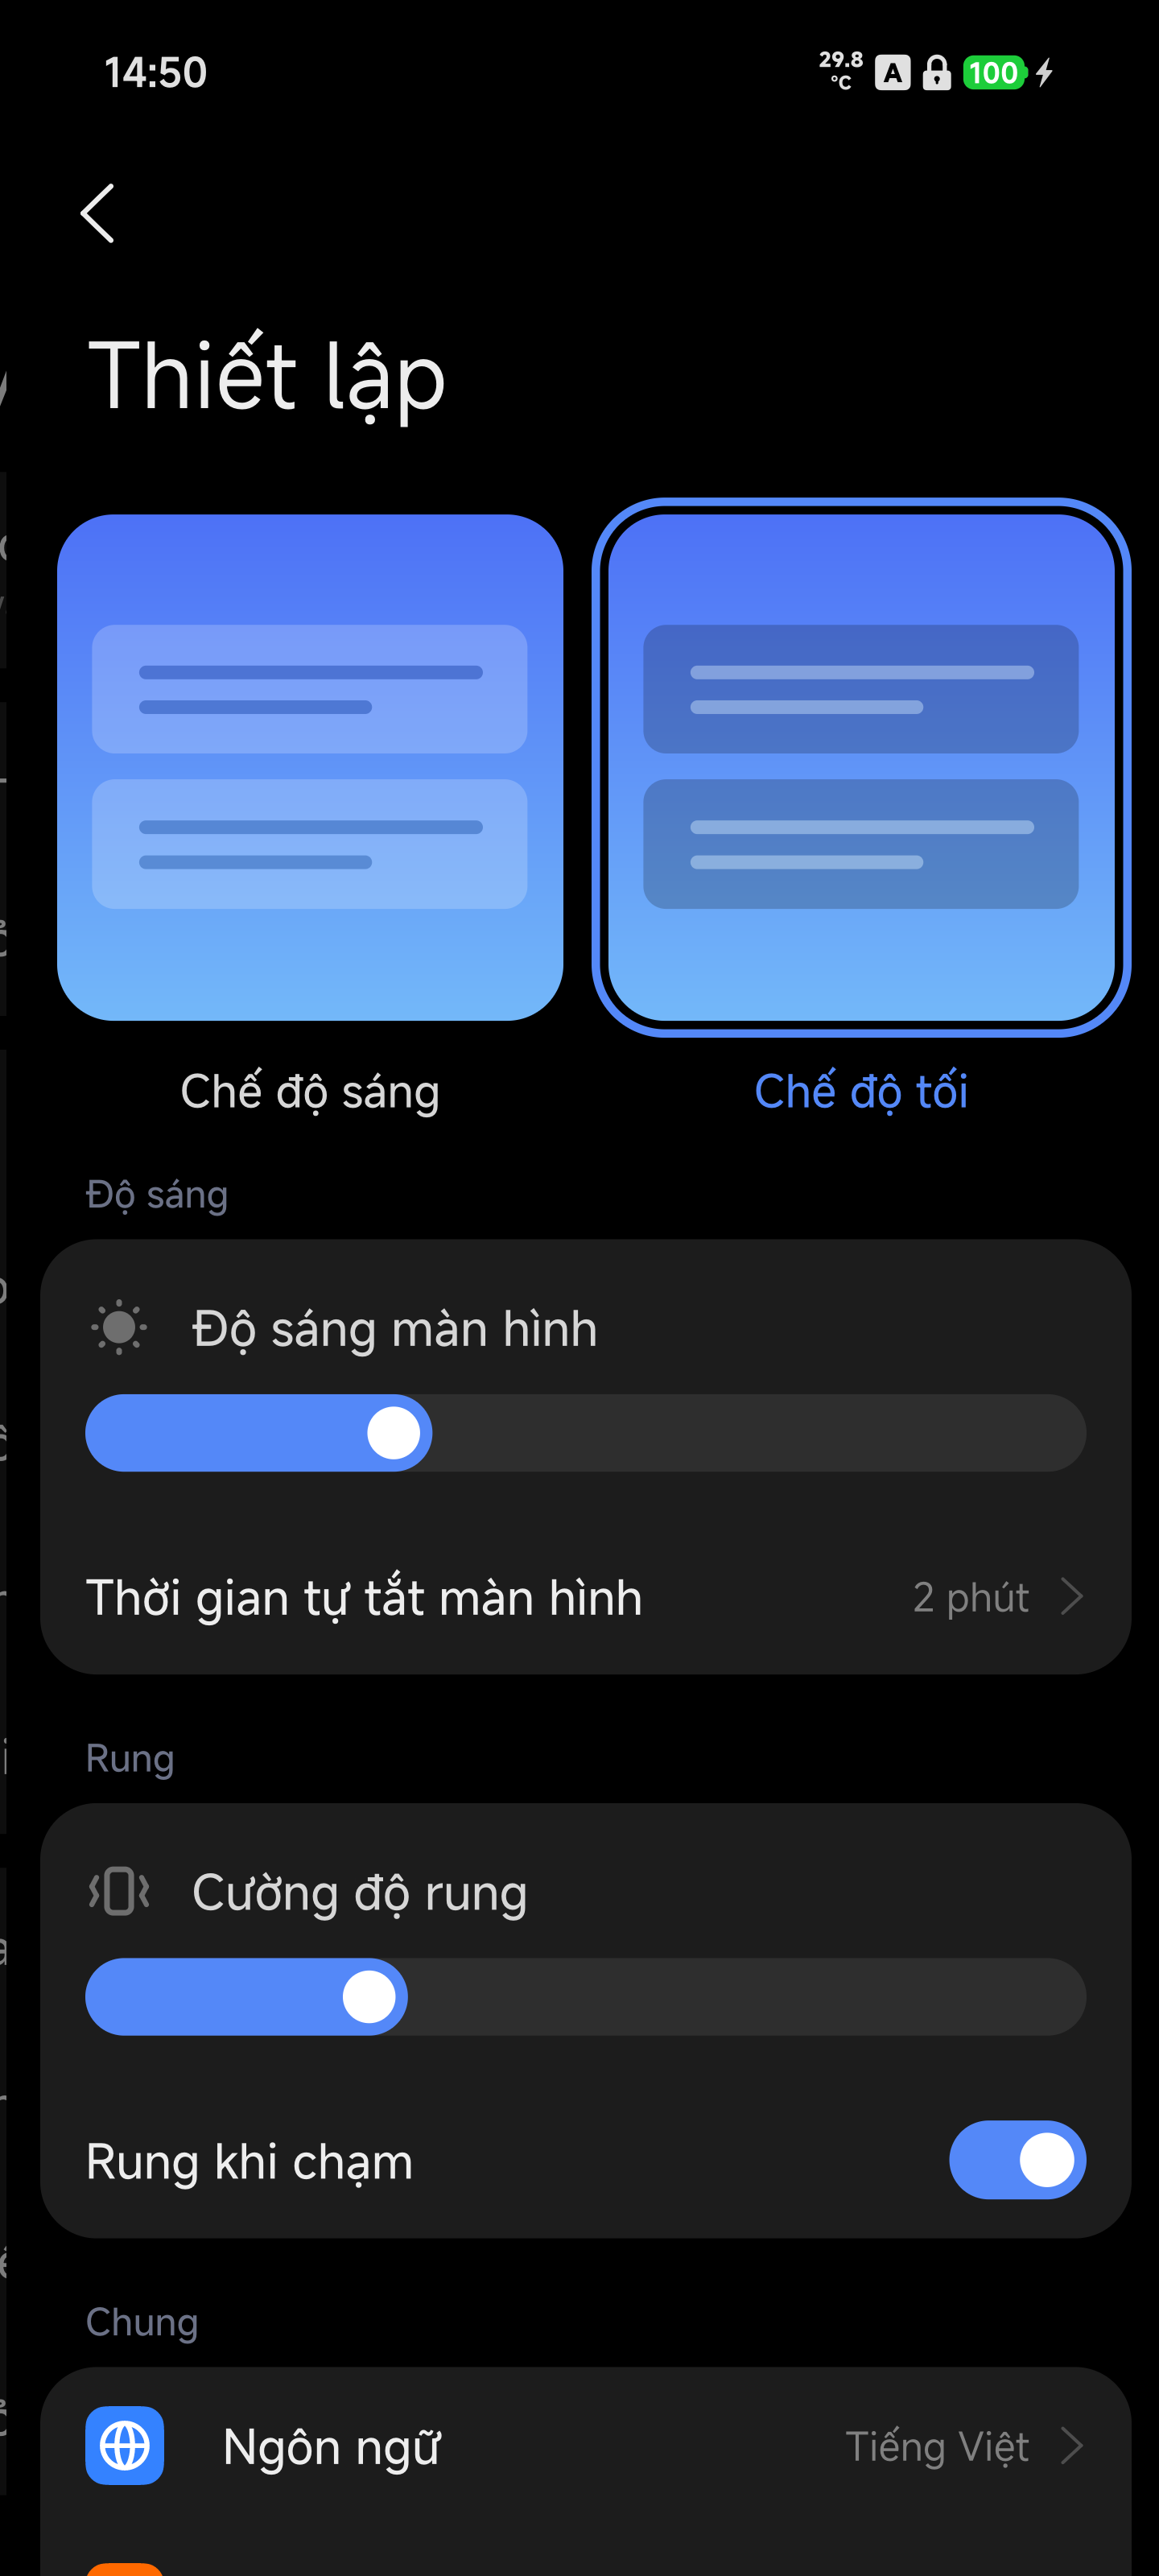 14:50
29.8
°C
A
100
Thiết lập
Chế độ sáng
Chế độ tối
Độ sáng
Độ sáng màn hình
Thời gian tự tắt màn hình
2 phút
Rung
Cường độ rung
Rung khi chạm
Chung
Ngôn ngữ
Tiếng Việt